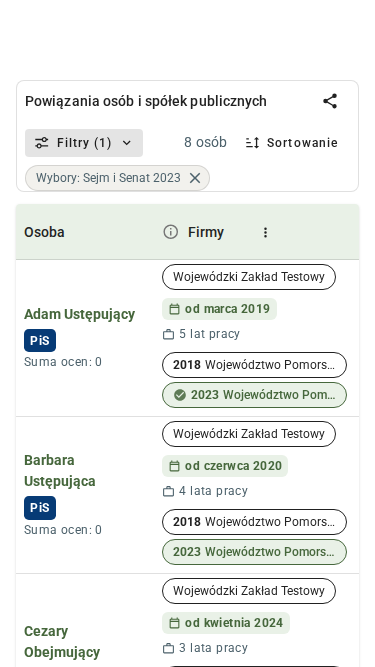 Powiązania osób i spółek publicznych
Filtry (1)
8 osób
Sortowanie
Wybory: Sejm i Senat 2023
Osoba
Firmy
Wojewódzki Zakład Testowy
Adam Ustępujący
od marca 2019
PiS
5 lat pracy
Suma ocen: 0
2018 Województwo Pomors…
2023 Województwo Pom…
Wojewódzki Zakład Testowy
Barbara
Ustępująca
od czerwca 2020
PiS
4 lata pracy
Suma ocen: 0
2018 Województwo Pomors…
2023 Województwo Pomors…
Wojewódzki Zakład Testowy
Cezary
Obejmujący
od kwietnia 2024
3 lata pracy